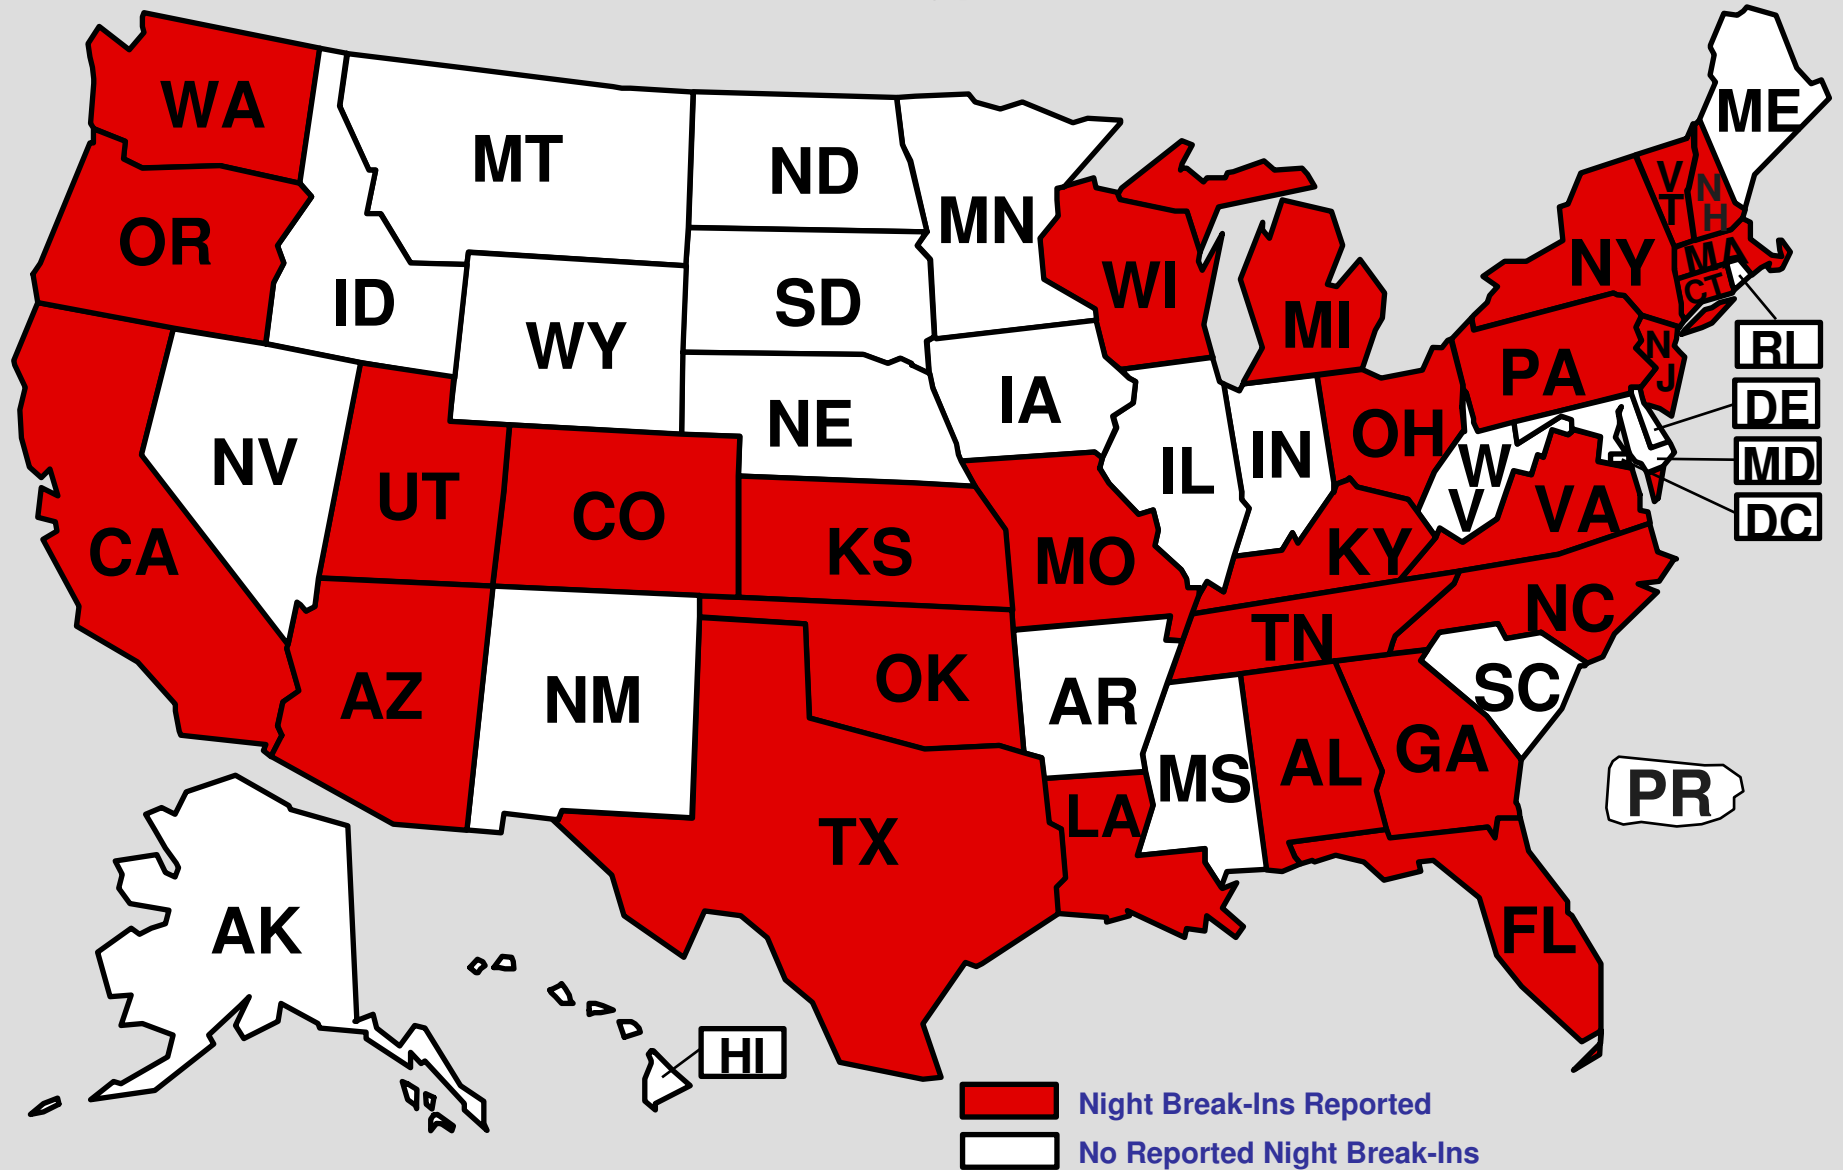 WA
MT
ND
MN
ME
OR
ID
WY
SD
WI
MI
NY
V
T
N
H
MA
CT
RI
N
J
PA
DE
MD
DC
NV
UT
CO
NE
IA
IL
IN
OH
W
V
VA
CA
KS
MO
KY
NC
TN
AZ
NM
OK
AR
SC
MS
AL
GA
PR
LA
TX
FL
AK
HI
Night Break-Ins Reported
No Reported Night Break-Ins